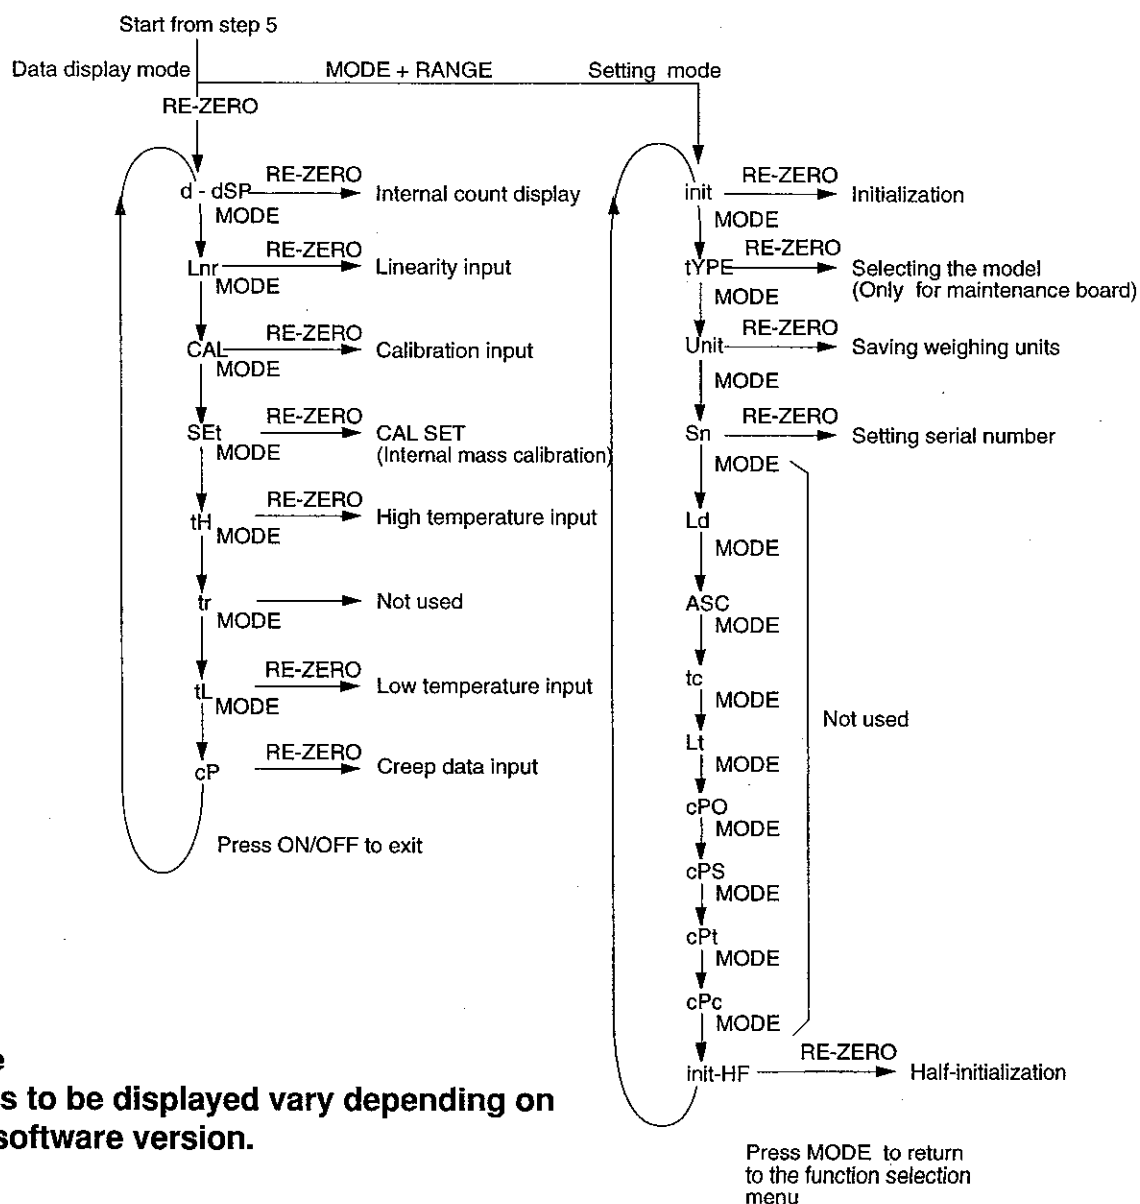 Start from step 5
Data display mode
MODE + RANGE
Setting mode
RE-ZERO
d - dSP
RE-ZERO
Internal count display
MODE
Lnr
RE-ZERO
Linearity input
MODE
CAL
RE-ZERO
Calibration input
MODE
SEt
RE-ZERO
CAL SET
(Internal mass calibration)
MODE
tH
RE-ZERO
High temperature input
MODE
tr
Not used
MODE
tL
RE-ZERO
Low temperature input
MODE
cP
RE-ZERO
Creep data input
Press ON/OFF to exit
init
RE-ZERO
Initialization
MODE
tYPE
RE-ZERO
Selecting the model
(Only for maintenance board)
MODE
Unit
RE-ZERO
Saving weighing units
MODE
Sn
RE-ZERO
Setting serial number
MODE
Ld
MODE
ASC
MODE
tc
MODE
Lt
MODE
cPO
MODE
cPS
MODE
cPt
MODE
cPc
MODE
Not used
init-HF
RE-ZERO
Half-initialization
Press MODE to return
to the function selection
menu
e
s to be displayed vary depending on
software version.